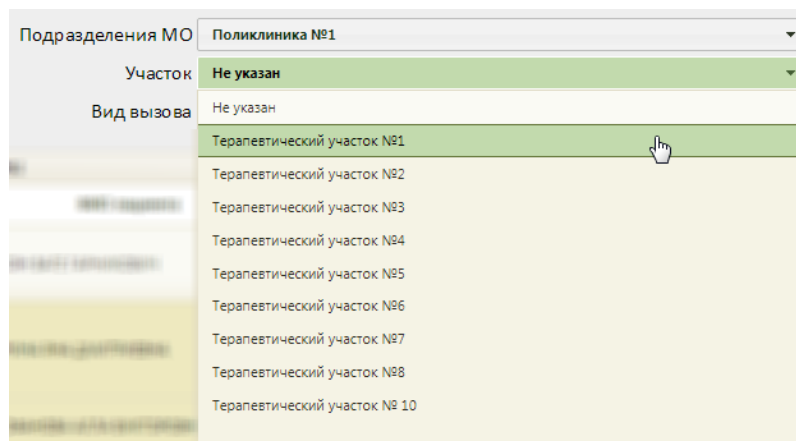 Подразделения МО Поликлиника №1
Участок Не указан
Вид вызова
Не указан
Терапевтический участок №1
Терапевтический участок №2
Терапевтический участок №3
Терапевтический участок №4
Терапевтический участок №5
Терапевтический участок №6
Терапевтический участок №7
Терапевтический участок №8
Терапевтический участок № 10